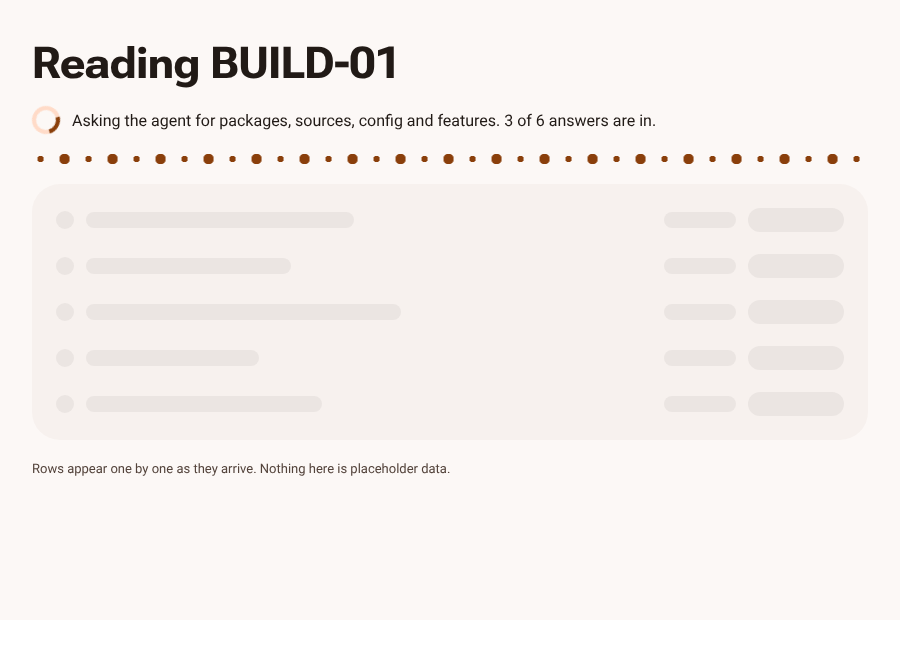 Reading BUILD-01
Asking the agent for packages, sources, config and features. 3 of 6 answers are in.
Rows appear one by one as they arrive. Nothing here is placeholder data.